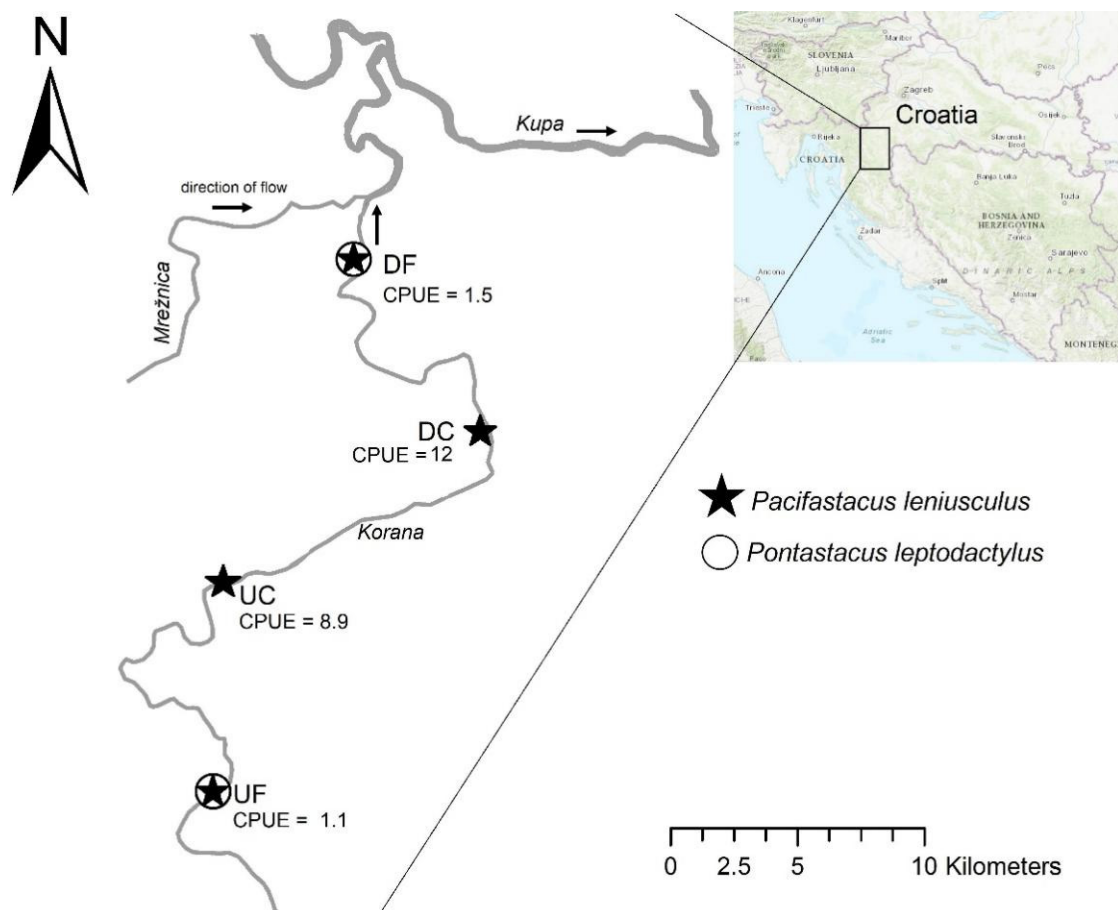 N
Kupa
direction of flow
Mrežnica
DF
CPUE = 1.5
DC
CPUE = 12
Korana
UC
CPUE = 8.9
UF
CPUE = 1.1
Klagenfurt
Maribor
SLOVENIA
Ljubljana
Pecs
Zagreb
Trieste
Croatia
Osijek
Rijeka
Slavonski
Brod
CROATIA
Banja Luka
Tuzla
BOSNIA AND
HERZEGOVINA
Zenica
Zadar
Sarajevo
DINARIC ALPS
Ancona
Split
Mostar
Adriatic
Sea
MONTENEG
Pacifastacus leniusculus
Pontastacus leptodactylus
0 2.5 5 10 Kilometers